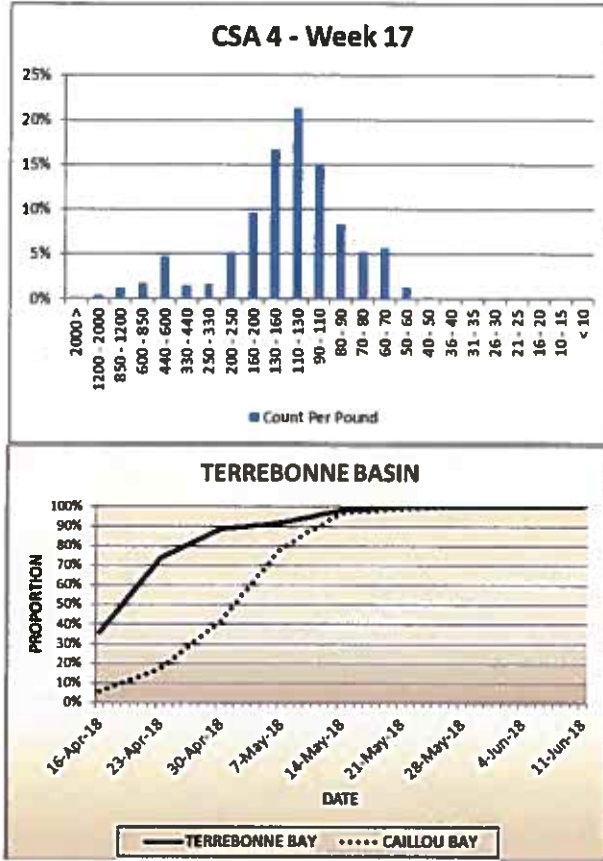 CSA 4 - Week 17
25%
20%
15%
10%
5%
0%
2000 >
1200 - 2000
850 - 1200
600 - 850
440 - 600
330 - 440
250 - 330
200 - 250
160 - 200
130 - 160
110 - 130
90 - 110
80 - 90
70 - 80
60 - 70
50 - 60
40 - 50
36 - 40
31 - 35
26 - 30
21 - 25
16 - 20
10 - 15
< 10
Count Per Pound
TERREBONNE BASIN
100%
90%
80%
70%
60%
50%
40%
30%
20%
10%
0%
PROPORTION
16-Apr-18
23-Apr-18
30-Apr-18
7-May-18
14-May-18
21-May-18
28-May-18
4-Jun-18
11-Jun-18
DATE
TERREBONNE BAY
CAILLOU BAY